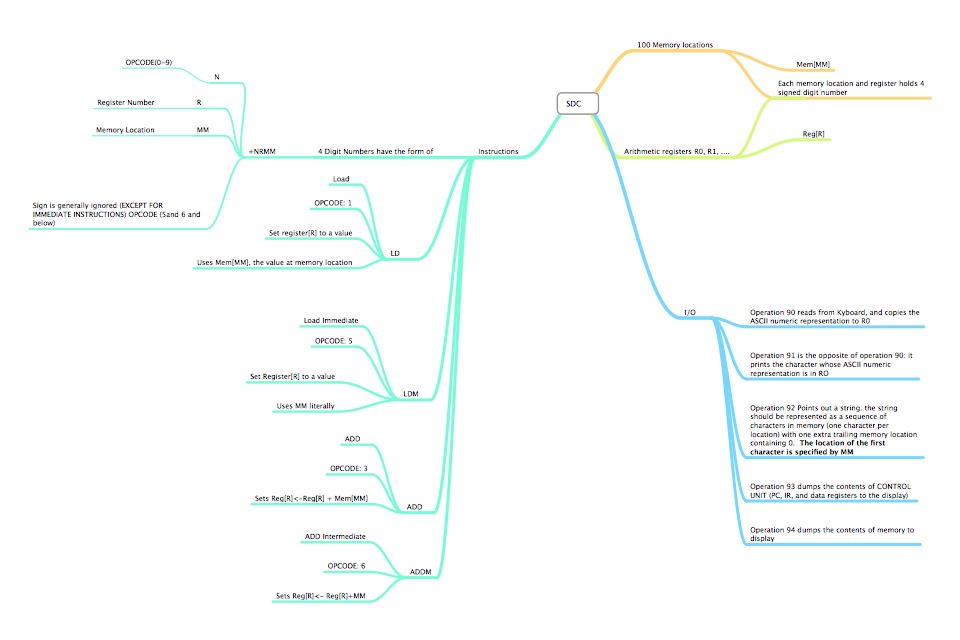 SDC
100 Memory locations
Mem[MM]
Each memory location and register holds 4
signed digit number
Arithmetic registers R0, R1, ....
Reg[R]
I/O
Operation 90 reads from Kyboard, and copies the
ASCII numeric representation to R0
Operation 91 is the opposite of operation 90: it
prints the character whose ASCII numeric
representation is in RO
Operation 92 Points out a string. the string
should be represented as a sequence of
characters in memory (one character per
location) with one extra trailing memory location
containing 0. The location of the first
character is specified by MM
Operation 93 dumps the contents of CONTROL
UNIT (PC, IR, and data registers to the display)
Operation 94 dumps the contents of memory to
display
Instructions
4 Digit Numbers have the form of
+NRMM
N
OPCODE(0-9)
R
Register Number
MM
Memory Location
Sign is generally ignored (EXCEPT FOR
IMMEDIATE INSTRUCTIONS) OPCODE (5and 6 and
below)
LD
Load
OPCODE: 1
Set register[R] to a value
Uses Mem[MM], the value at memory location
LDM
Load Immediate
OPCODE: 5
Set Register[R] to a value
Uses MM literally
ADD
ADD
OPCODE: 3
Sets Reg[R]<-Reg[R] + Mem[MM]
ADDM
ADD Intermediate
OPCODE: 6
Sets Reg[R]<- Reg[R]+MM